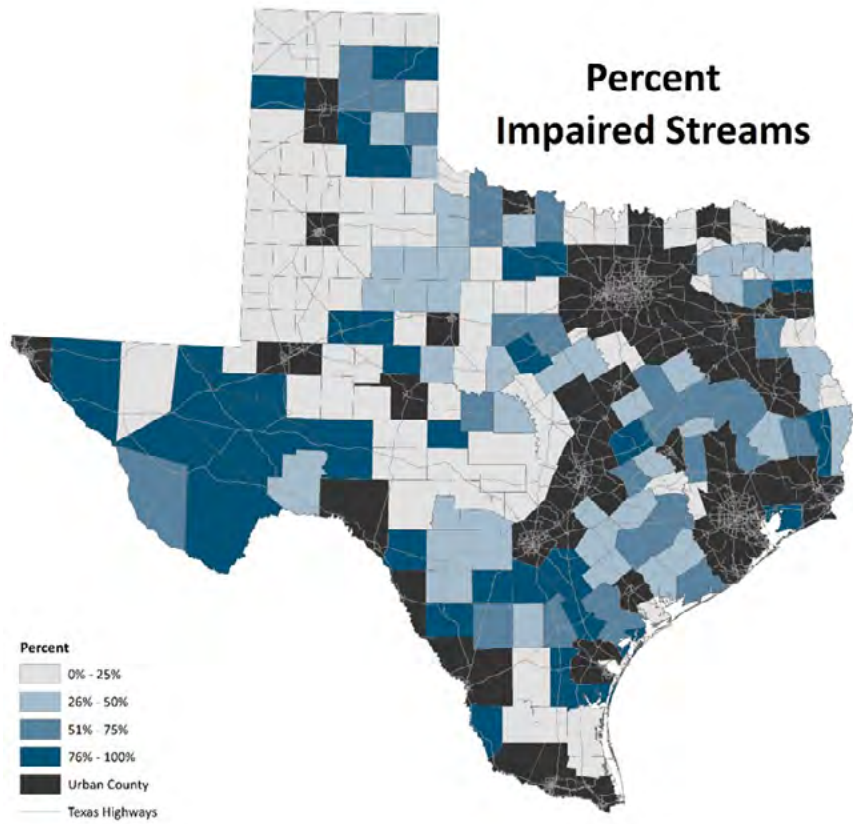 Percent
Impaired Streams
Percent
0% - 25%
26% - 50%
51% - 75%
76% - 100%
Urban County
Texas Highways